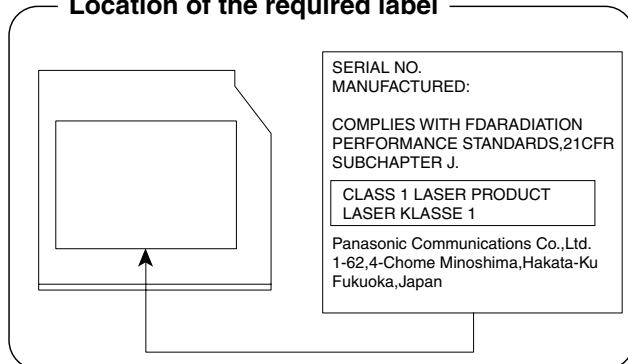 Location of the required label
SERIAL NO.
MANUFACTURED:
COMPLIES WITH FDARADIATION
PERFORMANCE STANDARDS,21CFR
SUBCHAPTER J.
CLASS 1 LASER PRODUCT
LASER KLASSE 1
Panasonic Communications Co.,Ltd.
1-62,4-Chome Minoshima,Hakata-Ku
Fukuoka,Japan